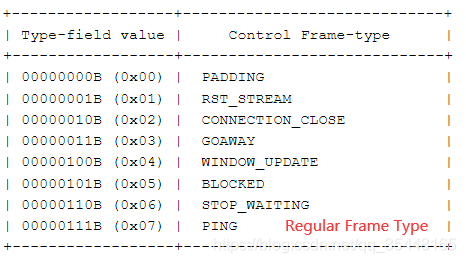 +------------------+-----------------------------+
| Type-field value | Control Frame-type |
+------------------+-----------------------------+
| 00000000B (0x00) | PADDING |
| 00000001B (0x01) | RST_STREAM |
| 00000010B (0x02) | CONNECTION_CLOSE |
| 00000011B (0x03) | GOAWAY |
| 00000100B (0x04) | WINDOW_UPDATE |
| 00000101B (0x05) | BLOCKED |
| 00000110B (0x06) | STOP_WAITING |
| 00000111B (0x07) | PING | Regular Frame Type
+------------------+-----------------------------+